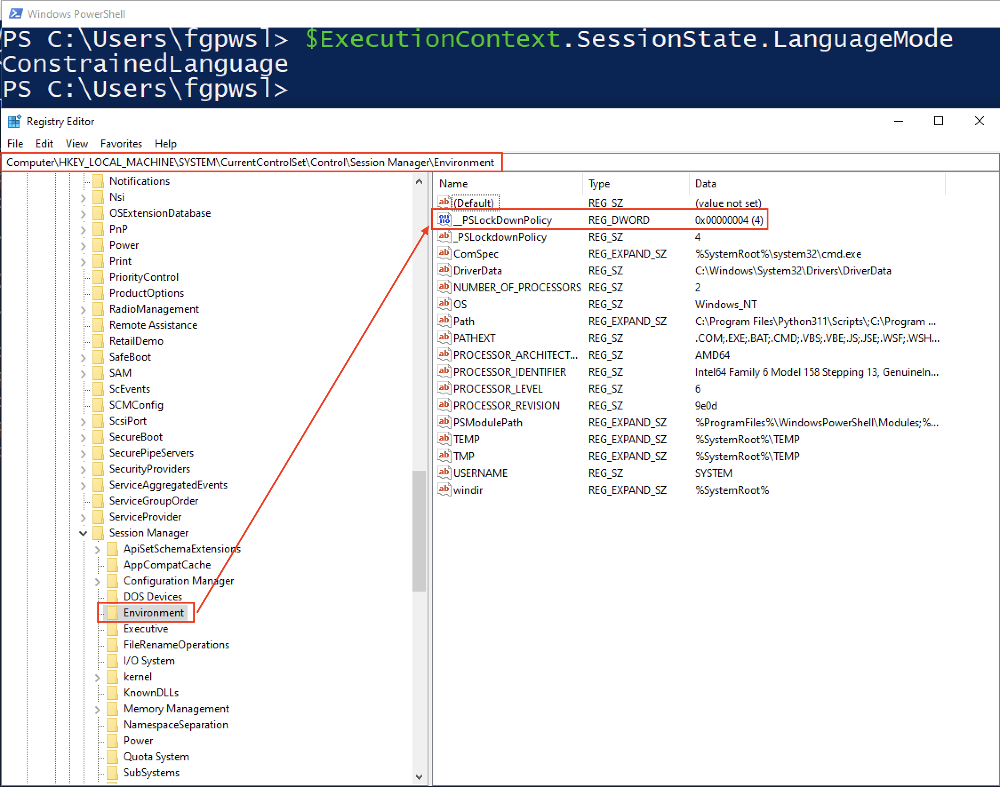 Windows PowerShell
PS C:\Users\fgpwsl> $ExecutionContext.SessionState.LanguageMode
ConstrainedLanguage
PS C:\Users\fgpwsl>
Registry Editor
File Edit View Favorites Help
Computer\HKEY_LOCAL_MACHINE\SYSTEM\CurrentControlSet\Control\Session Manager\Environment
Notifications
Nsi
OSExtensionDatabase
PnP
Power
Print
PriorityControl
ProductOptions
RadioManagement
Remote Assistance
RetailDemo
SafeBoot
SAM
ScEvents
SCMConfig
ScsiPort
SecureBoot
SecurePipeServers
SecurityProviders
ServiceAggregatedEvents
ServiceGroupOrder
ServiceProvider
Session Manager
ApiSetSchemaExtensions
AppCompatCache
Configuration Manager
DOS Devices
Environment
Executive
FileRenameOperations
I/O System
kernel
KnownDLLs
Memory Management
NamespaceSeparation
Power
Quota System
SubSystems
Name Type Data
(Default) REG_SZ (value not set)
__PSLockDownPolicy REG_DWORD 0x00000004 (4)
_PSLockdownPolicy REG_SZ 4
ComSpec REG_EXPAND_SZ %SystemRoot%\system32\cmd.exe
DriverData REG_SZ C:\Windows\System32\Drivers\DriverData
NUMBER_OF_PROCESSORS REG_SZ 2
OS REG_SZ Windows_NT
Path REG_EXPAND_SZ C:\Program Files\Python311\Scripts\;C:\Program ...
PATHEXT REG_SZ .COM;.EXE;.BAT;.CMD;.VBS;.VBE;.JS;.JSE;.WSF;.WSH...
PROCESSOR_ARCHITECT... REG_SZ AMD64
PROCESSOR_IDENTIFIER REG_SZ Intel64 Family 6 Model 158 Stepping 13, GenuineIn...
PROCESSOR_LEVEL REG_SZ 6
PROCESSOR_REVISION REG_SZ 9e0d
PSModulePath REG_EXPAND_SZ %ProgramFiles%\WindowsPowerShell\Modules;%...
TEMP REG_EXPAND_SZ %SystemRoot%\TEMP
TMP REG_EXPAND_SZ %SystemRoot%\TEMP
USERNAME REG_SZ SYSTEM
windir REG_EXPAND_SZ %SystemRoot%